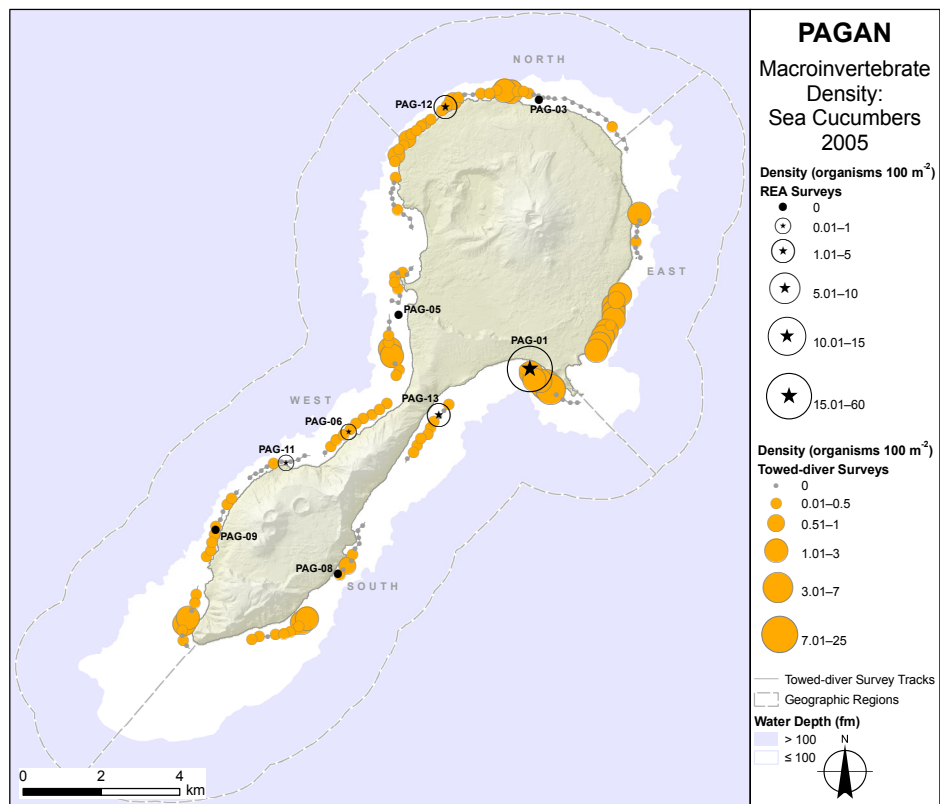 PAGAN
Macroinvertebrate
Density:
Sea Cucumbers
2005
Density (organisms 100 m⁻²)
REA Surveys
0
0.01–1
1.01–5
5.01–10
10.01–15
15.01–60
Density (organisms 100 m⁻²)
Towed-diver Surveys
0
0.01–0.5
0.51–1
1.01–3
3.01–7
7.01–25
Towed-diver Survey Tracks
Geographic Regions
Water Depth (fm)
> 100
≤ 100
N
NORTH
PAG-12
PAG-03
EAST
PAG-05
PAG-01
WEST
PAG-13
PAG-06
PAG-11
PAG-09
PAG-08
SOUTH
0 2 4
km